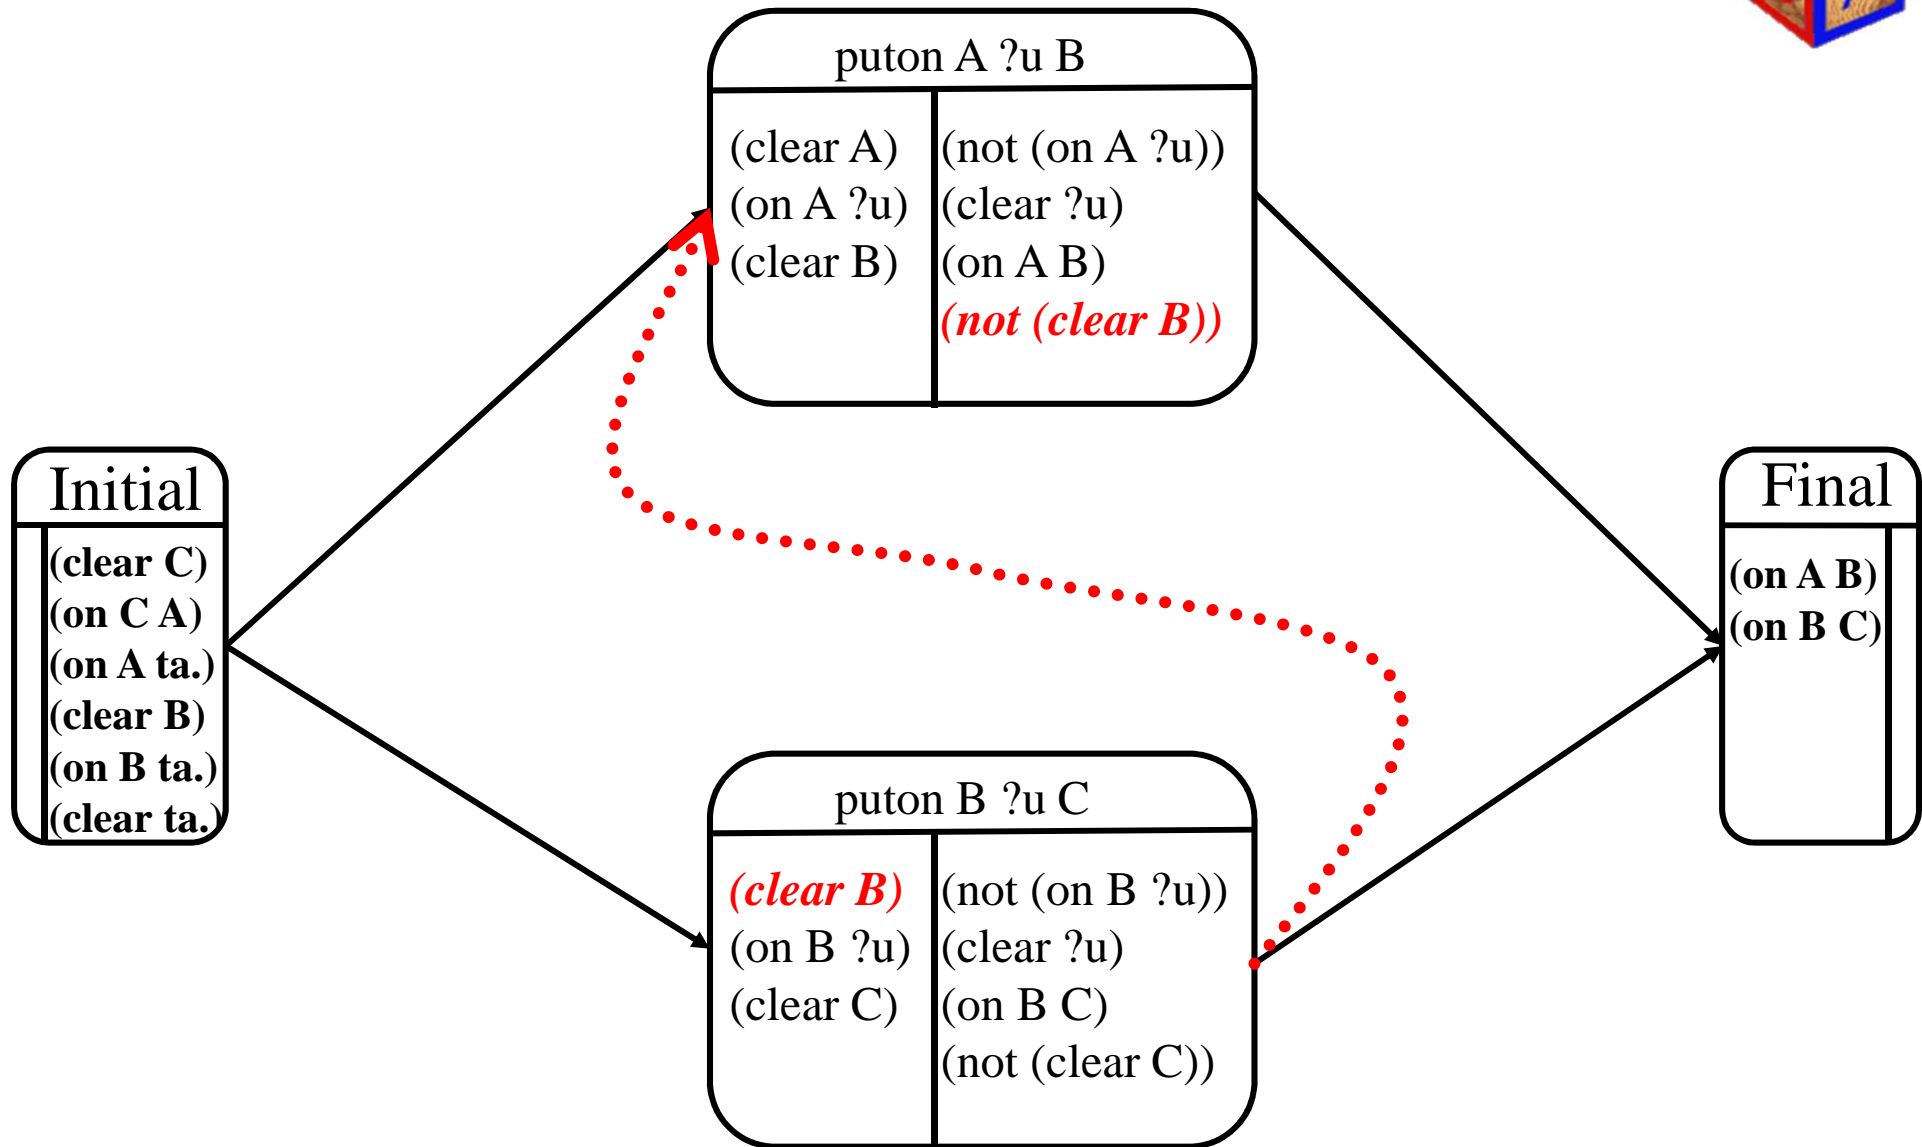 puton A ?u B
(clear A)
(on A ?u)
(clear B)
(not (on A ?u))
(clear ?u)
(on A B)
(not (clear B))
Initial
(clear C)
(on C A)
(on A ta.)
(clear B)
(on B ta.)
(clear ta.)
Final
(on A B)
(on B C)
puton B ?u C
(clear B)
(on B ?u)
(clear C)
(not (on B ?u))
(clear ?u)
(on B C)
(not (clear C))